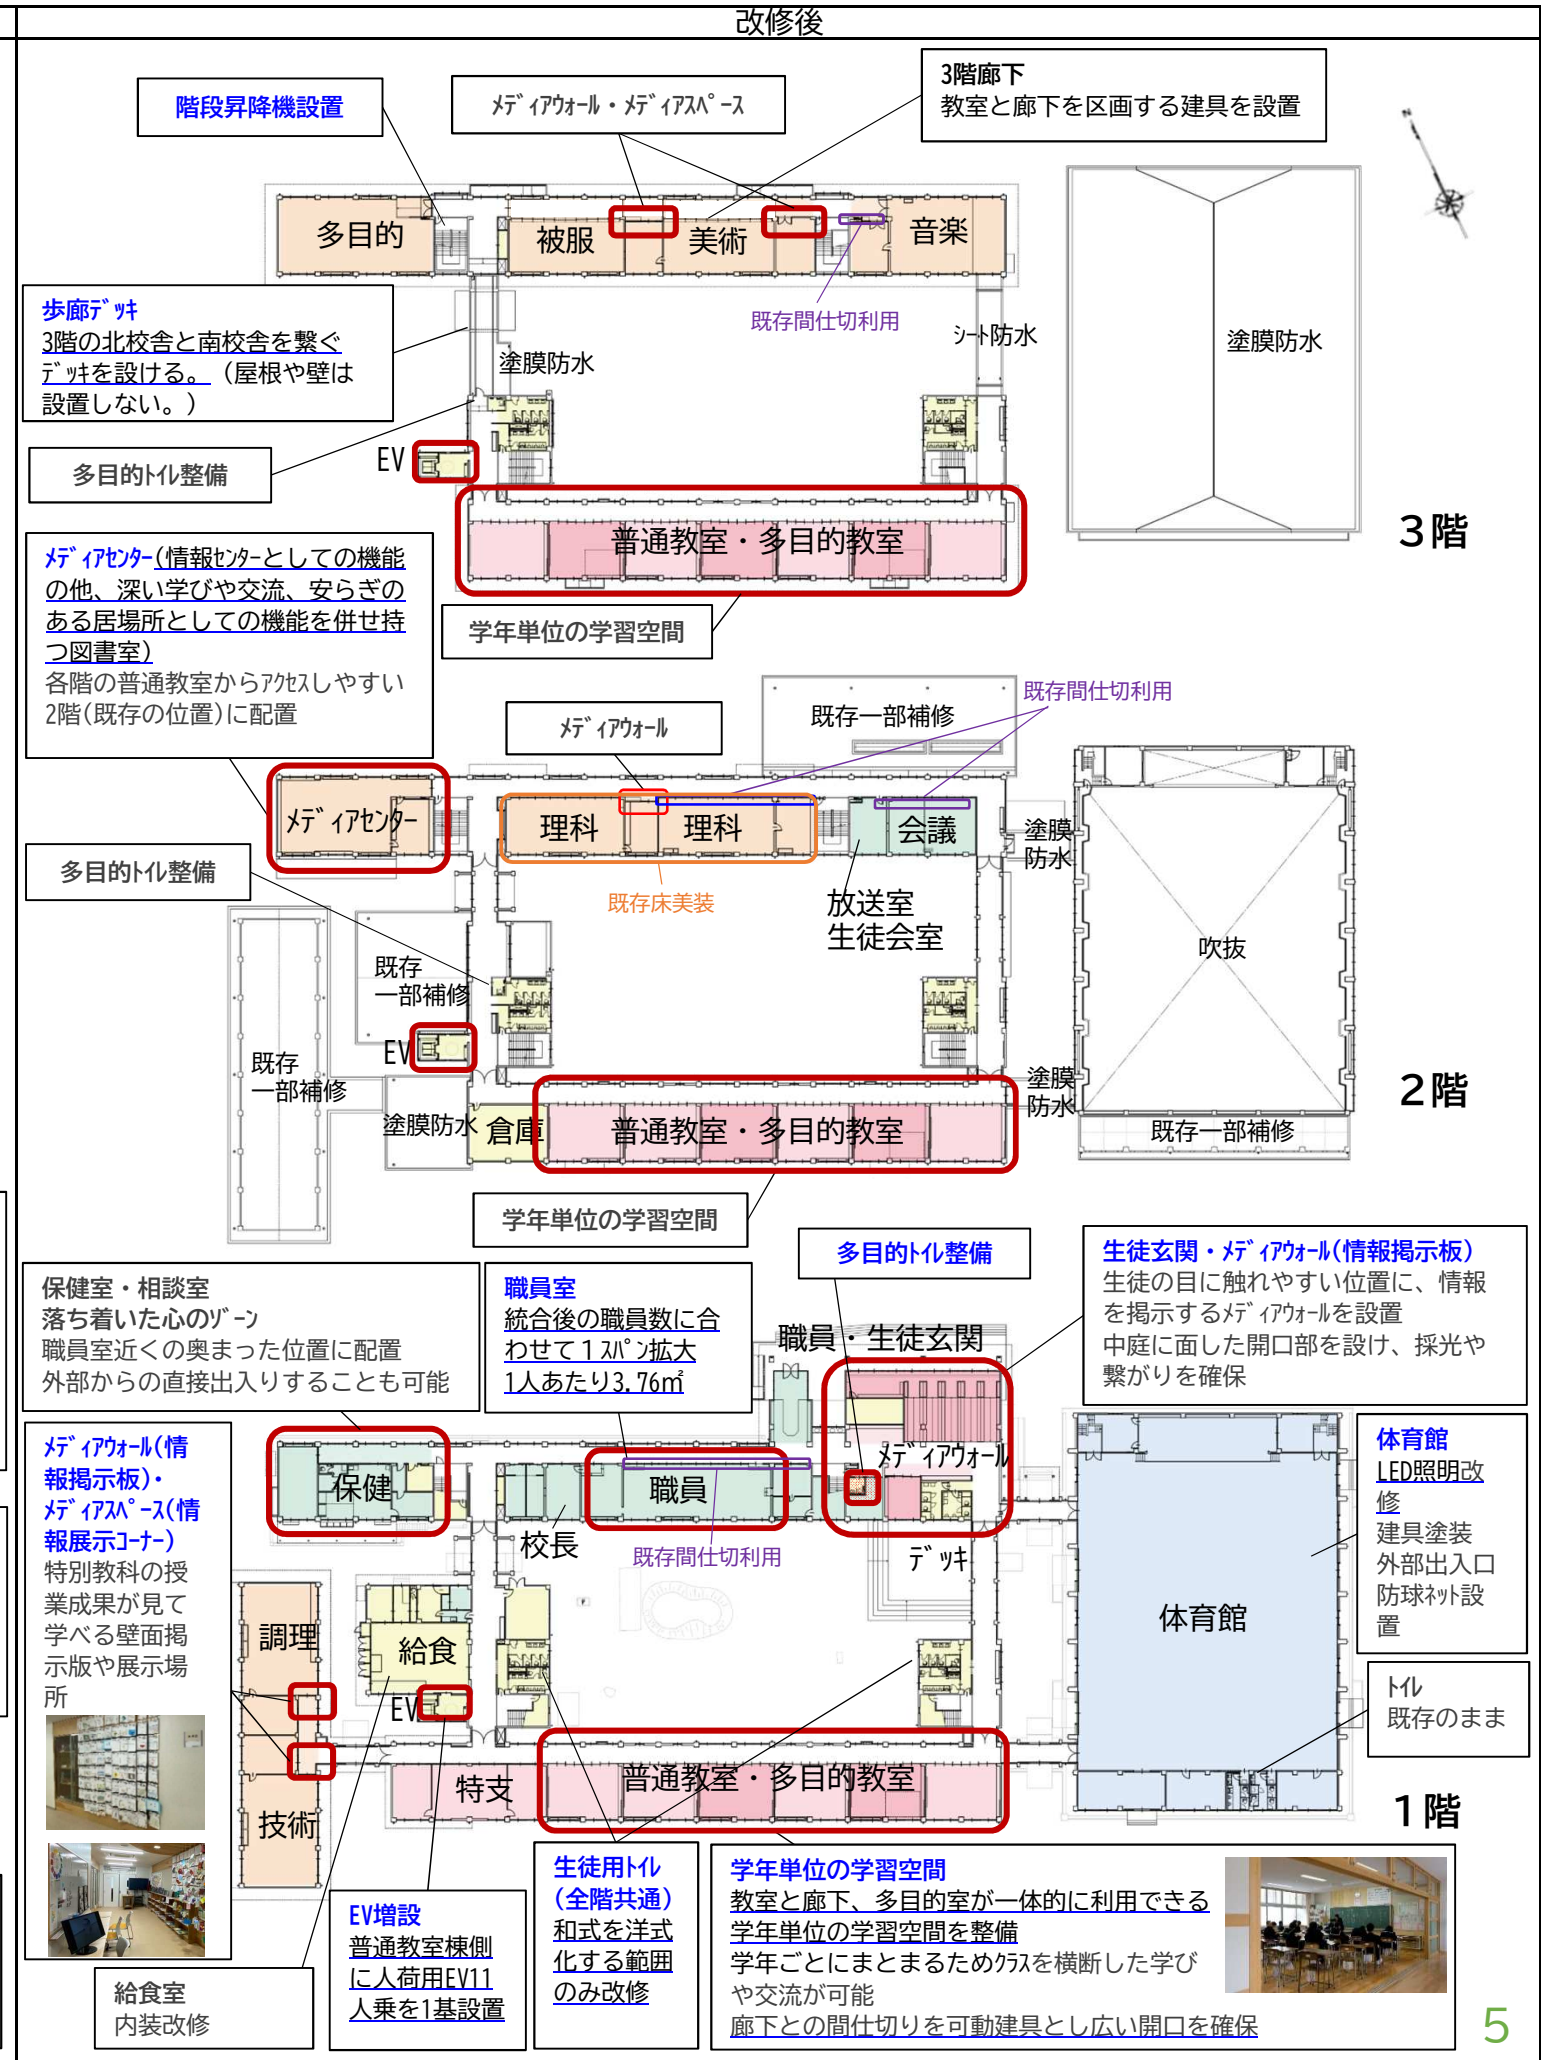 改修後
階段昇降機設置
ﾒﾃﾞｨｱｳｫｰﾙ・ﾒﾃﾞｨｱｽﾍﾟｰｽ
3階廊下
教室と廊下を区画する建具を設置
N
多目的
被服
美術
音楽
既存間仕切利用
歩廊ﾃﾞｯｷ
3階の北校舎と南校舎を繋ぐ
ﾃﾞｯｷを設ける。（屋根や壁は
設置しない。）
塗膜防水
ｼｰﾄ防水
塗膜防水
多目的ﾄｲﾚ整備
EV
普通教室・多目的教室
3階
学年単位の学習空間
ﾒﾃﾞｨｱｾﾝﾀｰ(情報ｾﾝﾀｰとしての機能
の他、深い学びや交流、安らぎの
ある居場所としての機能を併せ持
つ図書室)
各階の普通教室からｱｸｾｽしやすい
2階(既存の位置)に配置
ﾒﾃﾞｨｱｳｫｰﾙ
既存一部補修
既存間仕切利用
ﾒﾃﾞｨｱｾﾝﾀｰ
理科
理科
会議
塗膜
防水
多目的ﾄｲﾚ整備
既存床美装
放送室
生徒会室
吹抜
既存
一部補修
EV
既存
一部補修
塗膜防水
倉庫
普通教室・多目的教室
塗膜
防水
既存一部補修
2階
学年単位の学習空間
多目的ﾄｲﾚ整備
生徒玄関・ﾒﾃﾞｨｱｳｫｰﾙ(情報掲示板)
生徒の目に触れやすい位置に、情報
を掲示するﾒﾃﾞｨｱｳｫｰﾙを設置
中庭に面した開口部を設け、採光や
繋がりを確保
保健室・相談室
落ち着いた心のｿﾞｰﾝ
職員室近くの奥まった位置に配置
外部からの直接出入りすることも可能
職員室
統合後の職員数に合
わせて１ｽﾊﾟﾝ拡大
1人あたり3.76㎡
職員・生徒玄関
ﾒﾃﾞｨｱｳｫｰﾙ(情
報掲示板)・
ﾒﾃﾞｨｱｽﾍﾟｰｽ(情
報展示ｺｰﾅｰ)
特別教科の授
業成果が見て
学べる壁面掲
示版や展示場
所
保健
校長
職員
既存間仕切利用
ﾒﾃﾞｨｱｳｫｰﾙ
ﾃﾞｯｷ
体育館
LED照明改
修
建具塗装
外部出入口
防球ﾈｯﾄ設
置
体育館
ﾄｲﾚ
既存のまま
調理
給食
EV
技術
特支
普通教室・多目的教室
1階
給食室
内装改修
EV増設
普通教室棟側
に人荷用EV11
人乗を1基設置
生徒用ﾄｲﾚ
(全階共通)
和式を洋式
化する範囲
のみ改修
学年単位の学習空間
教室と廊下、多目的室が一体的に利用できる
学年単位の学習空間を整備
学年ごとにまとまるためｸﾗｽを横断した学び
や交流が可能
廊下との間仕切りを可動建具とし広い開口を確保
5